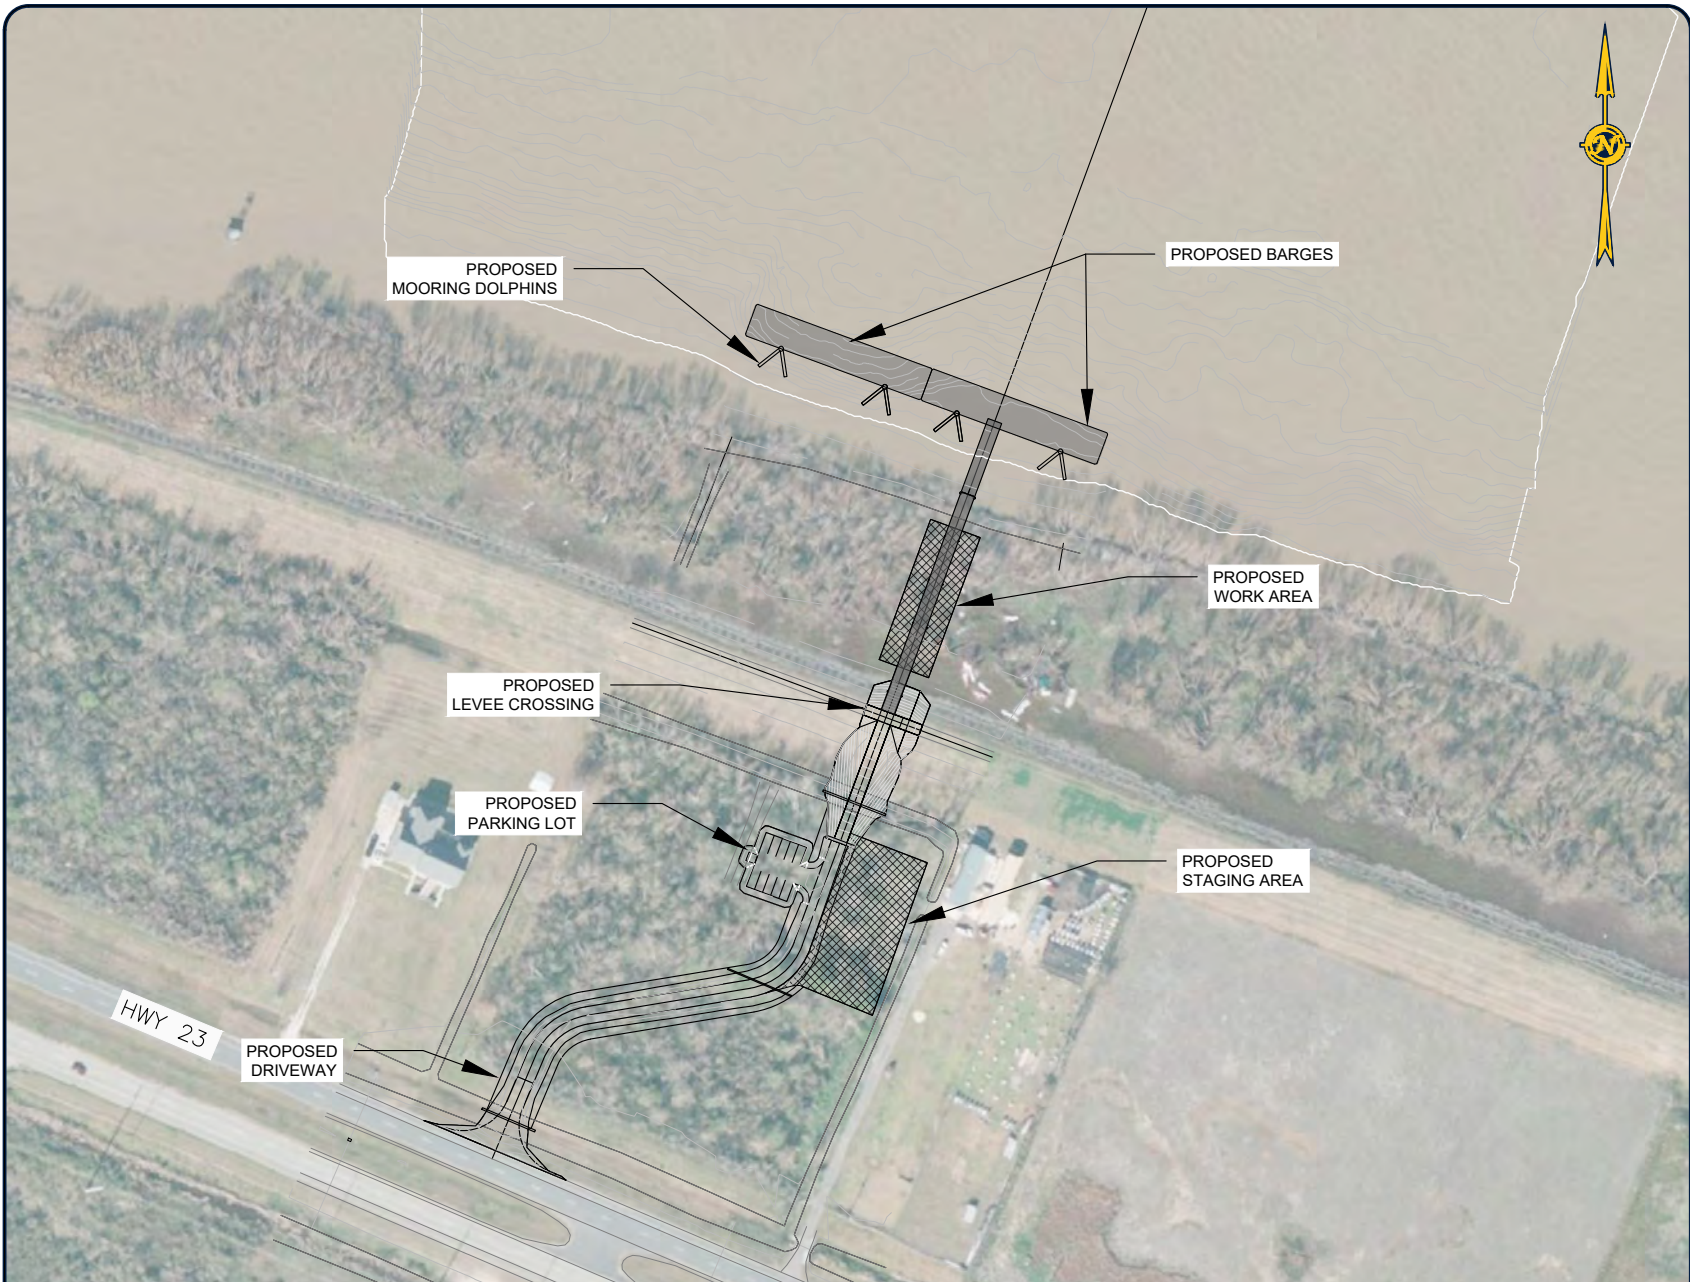 N
PROPOSED BARGES
PROPOSED
MOORING DOLPHINS
PROPOSED
WORK AREA
PROPOSED
LEVEE CROSSING
PROPOSED
PARKING LOT
PROPOSED
STAGING AREA
HWY 23
PROPOSED
DRIVEWAY